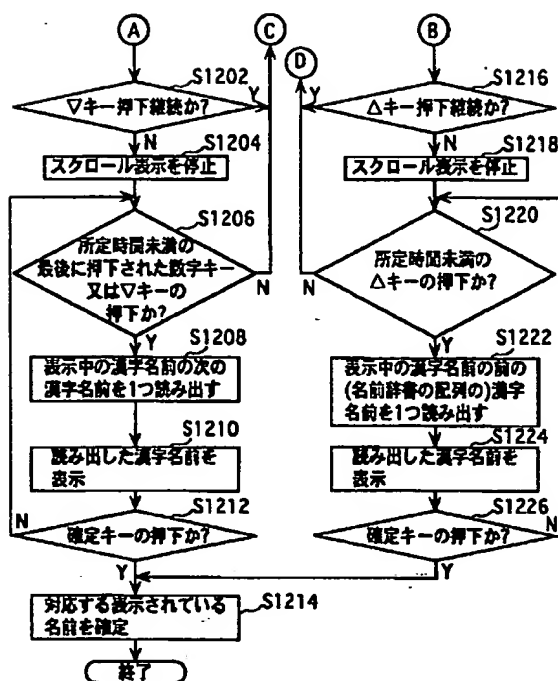 A
C
B
D
S1202
▽キー押下継続か?
Y
N
S1204
スクロール表示を停止
S1206
所定時間未満の
最後に押下された数字キー
又は▽キーの
押下か?
N
Y
S1208
表示中の漢字名前の次の
漢字名前を1つ読み出す
S1210
読み出した漢字名前を
表示
S1212
確定キーの押下か?
N
Y
S1214
対応する表示されている
名前を確定
終了
S1216
△キー押下継続か?
Y
N
S1218
スクロール表示を停止
S1220
所定時間未満の
△キーの押下か?
N
Y
S1222
表示中の漢字名前の前の
(名前辞書の配列の)漢字
名前を1つ読み出す
S1224
読み出した漢字名前を
表示
S1226
確定キーの押下か?
N
Y